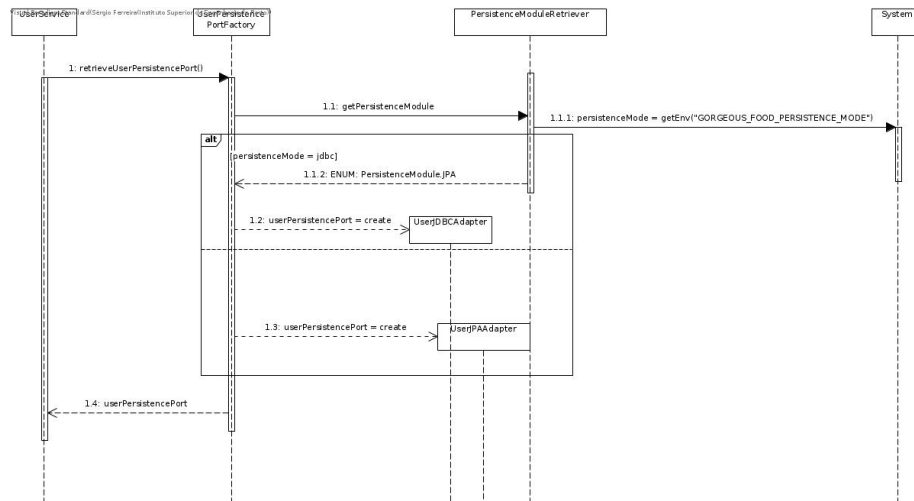 UserService
UserPersistence
PortFactory
PersistenceModuleRetriever
System
1: retrieveUserPersistencePort()
1.1: getPersistenceModule
1.1.1: persistenceMode = getEnv("GORGEOUS_FOOD_PERSISTENCE_MODE")
alt
[persistenceMode = jdbc]
1.1.2: ENUM: PersistenceModule.JPA
1.2: userPersistencePort = create
UserJDBCAdapter
1.3: userPersistencePort = create
UserJPAAdapter
1.4: userPersistencePort